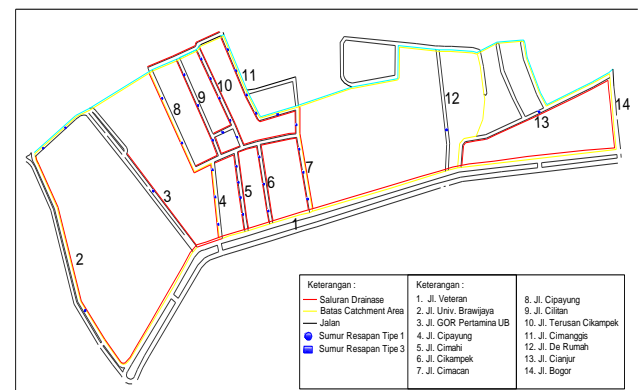 11
10
9
8
12
13
14
3
7
4
5
6
1
2
Keterangan :
Saluran Drainase
Batas Catchment Area
Jalan
Sumur Resapan Tipe 1
Sumur Resapan Tipe 3
Keterangan :
1. Jl. Veteran
2. Jl. Univ. Brawijaya
3. Jl. GOR Pertamina UB
4. Jl. Cipayung
5. Jl. Cimahi
6. Jl. Cikampek
7. Jl. Cimacan
8. Jl. Cipayung
9. Jl. Cilitan
10. Jl. Terusan Cikampek
11. Jl. Cimanggis
12. Jl. De Rumah
13. Jl. Cianjur
14. Jl. Bogor